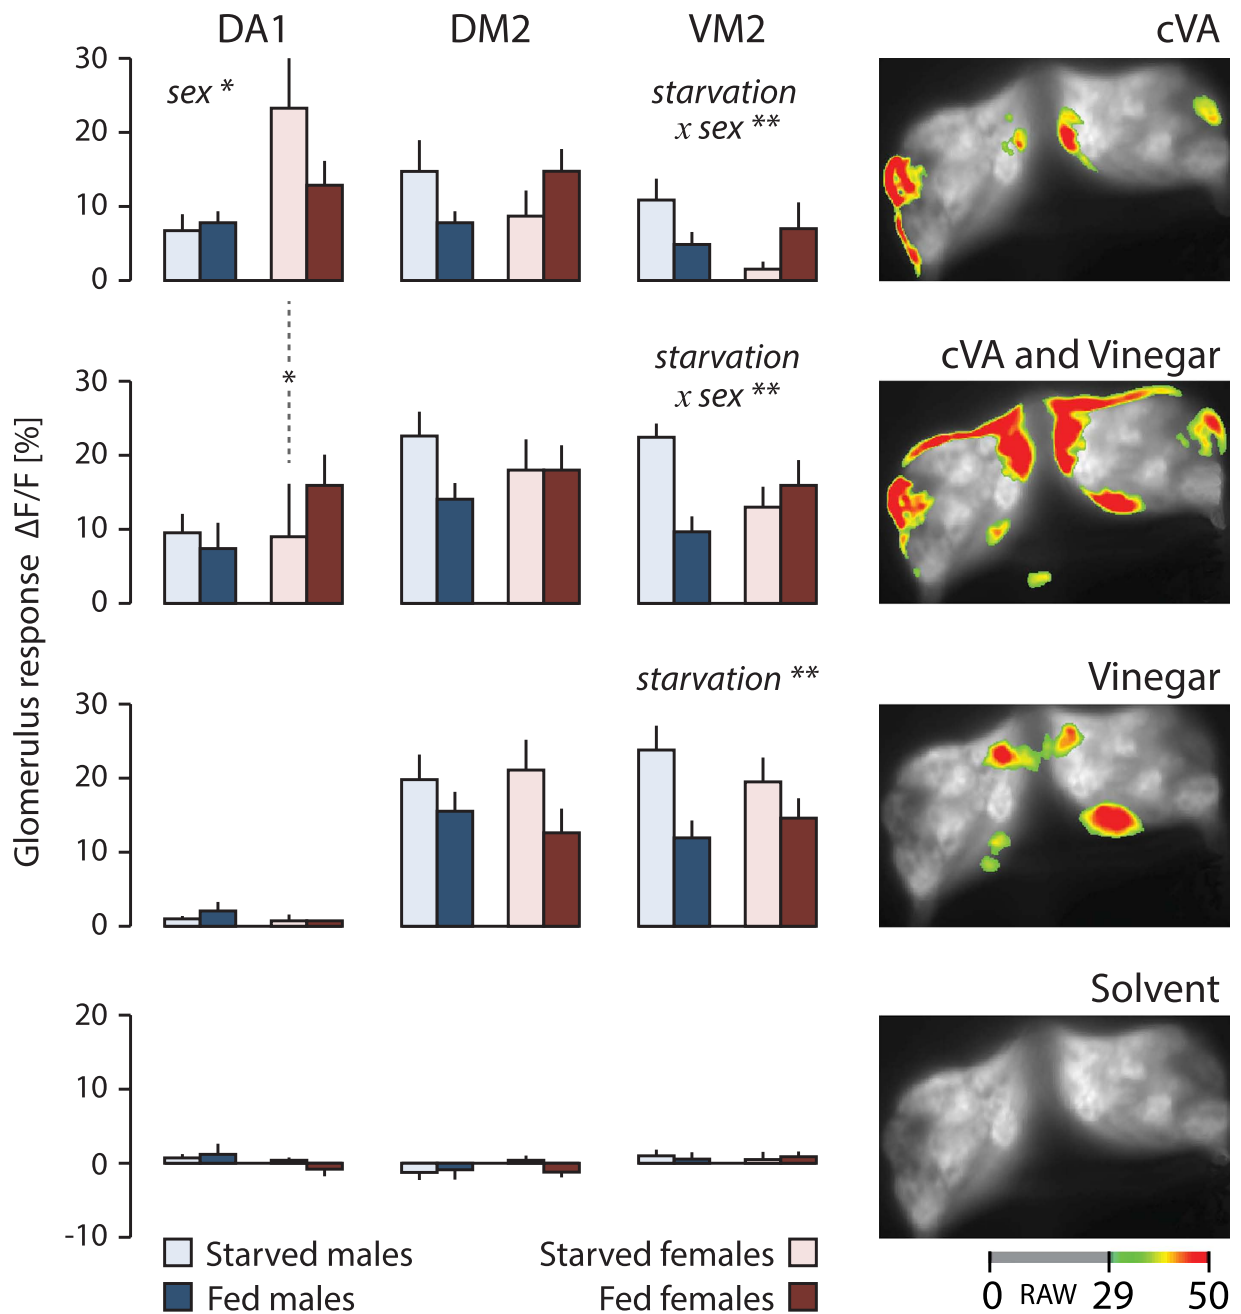 DA1 DM2 VM2 cVA
30
20
10
0
sex *
starvation
x sex **
*
cVA and Vinegar
30
20
10
0
starvation
x sex **
Glomerulus response ΔF/F [%]
Vinegar
30
20
10
0
starvation **
Solvent
20
10
0
-10
Starved males
Fed males
Starved females
Fed females
0 RAW 29 50